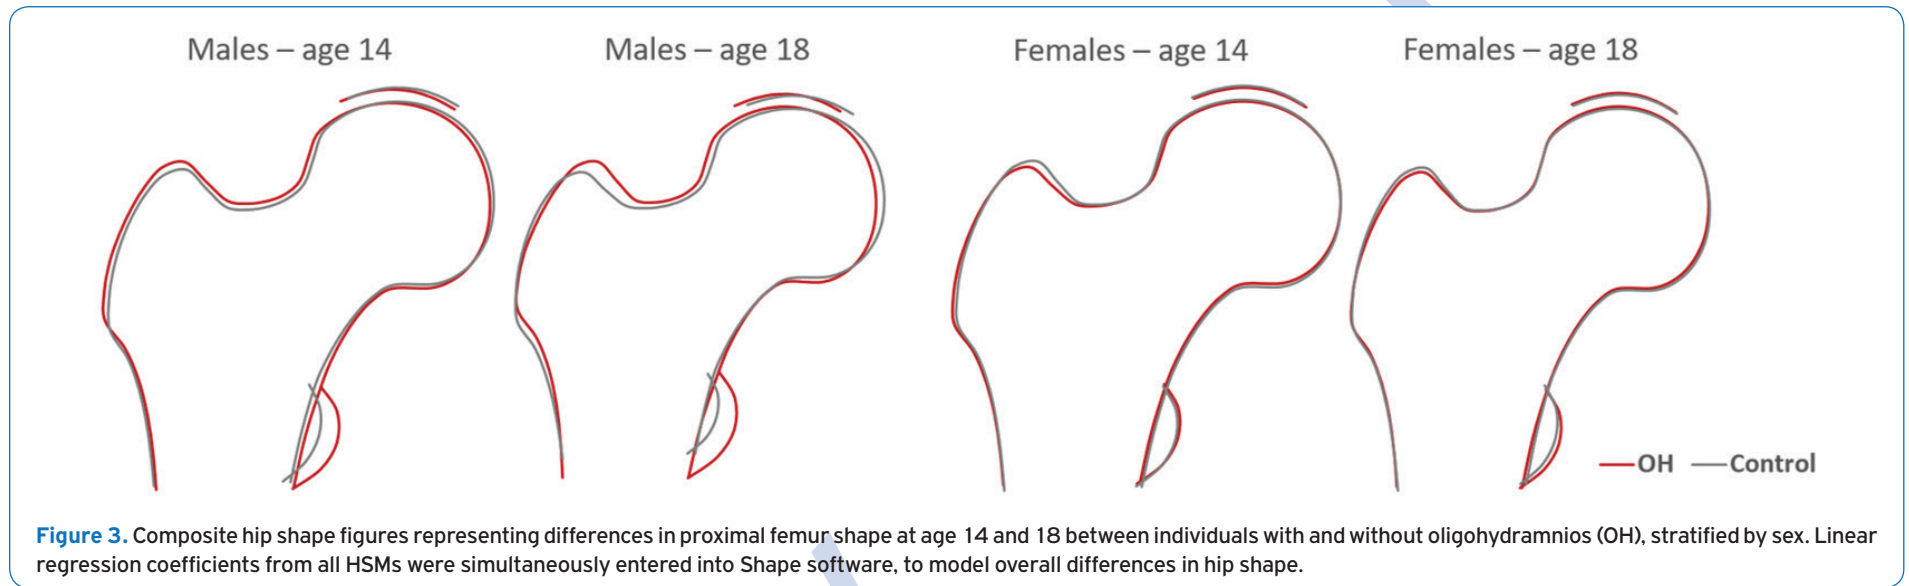 Males – age 14
Males – age 18
Females – age 14
Females – age 18
OH
Control
Figure 3. Composite hip shape figures representing differences in proximal femur shape at age 14 and 18 between individuals with and without oligohydramnios (OH), stratified by sex. Linear
regression coefficients from all HSMs were simultaneously entered into Shape software, to model overall differences in hip shape.